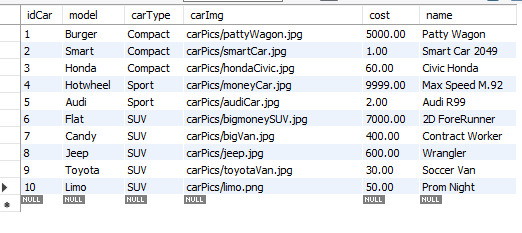 idCar model carType carImg cost name
1 Burger Compact carPics/pattyWagon.jpg 5000.00 Patty Wagon
2 Smart Compact carPics/smartCar.jpg 1.00 Smart Car 2049
3 Honda Compact carPics/hondaCivic.jpg 60.00 Civic Honda
4 Hotwheel Sport carPics/moneyCar.jpg 9999.00 Max Speed M.92
5 Audi Sport carPics/audiCar.jpg 2.00 Audi R99
6 Flat SUV carPics/bigmoneySUV.jpg 7000.00 2D ForeRunner
7 Candy SUV carPics/bigVan.jpg 400.00 Contract Worker
8 Jeep SUV carPics/jeep.jpg 600.00 Wrangler
9 Toyota SUV carPics/toyotaVan.jpg 30.00 Soccer Van
10 Limo SUV carPics/limo.png 50.00 Prom Night
NULL NULL NULL NULL NULL NULL